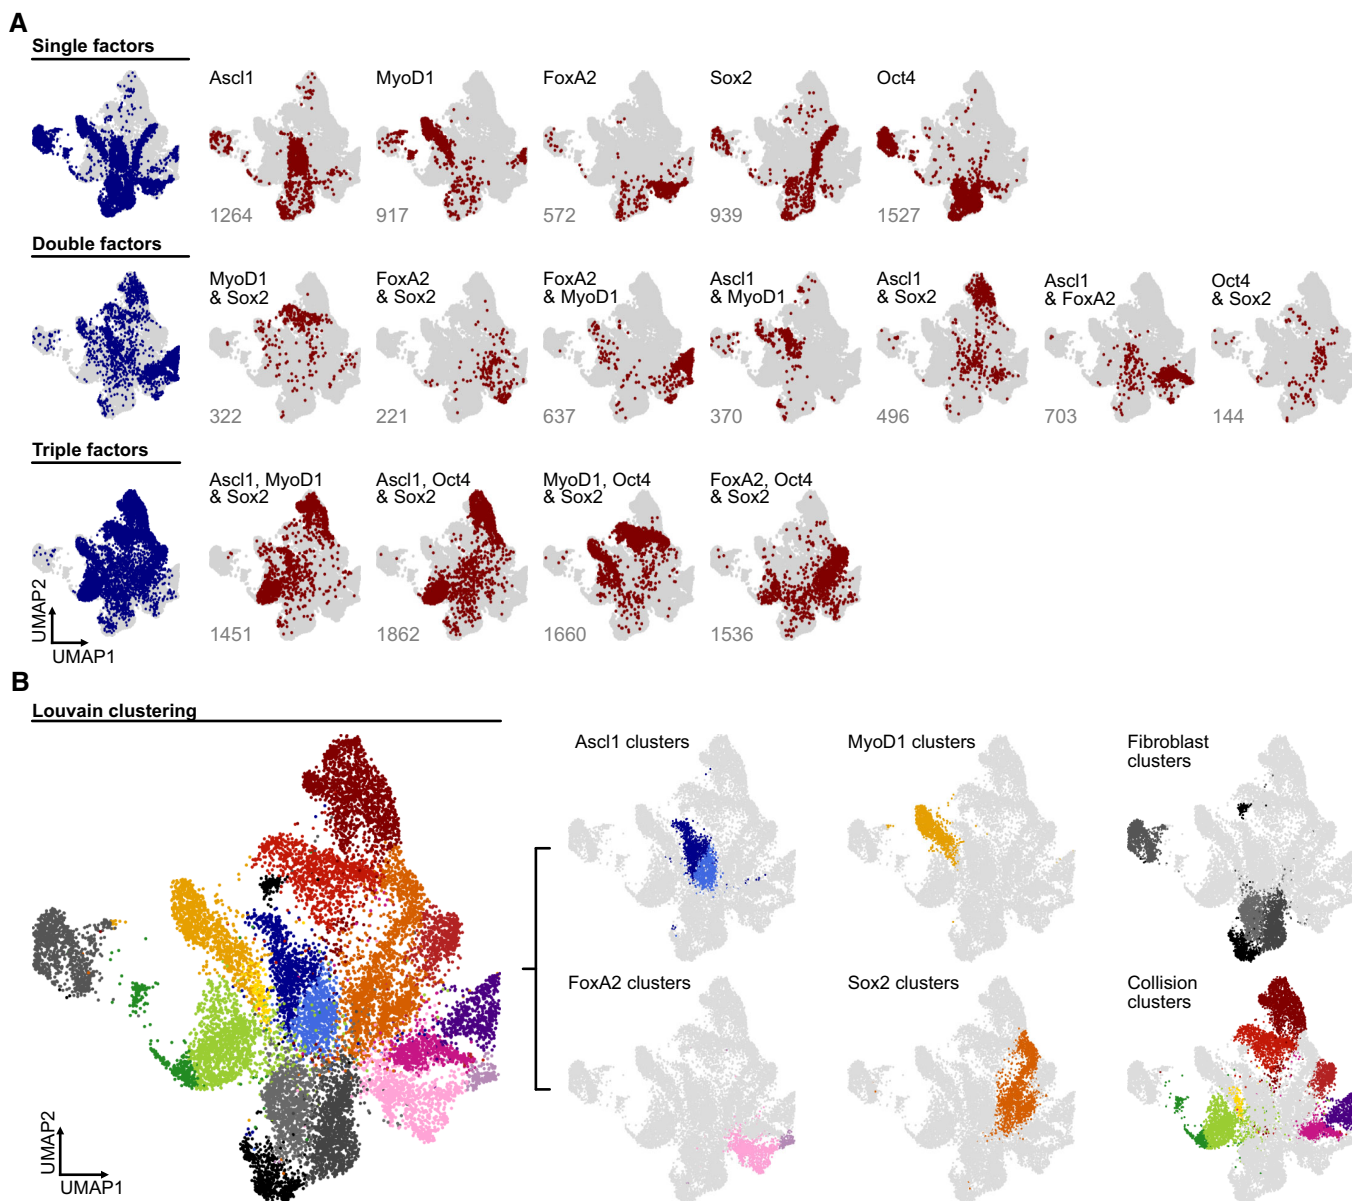 A
Single factors
Ascl1
MyoD1
FoxA2
Sox2
Oct4
1264
917
572
939
1527
Double factors
MyoD1
& Sox2
FoxA2
& Sox2
FoxA2
& MyoD1
Ascl1
& MyoD1
Ascl1
& Sox2
Ascl1
& FoxA2
Oct4
& Sox2
322
221
637
370
496
703
144
Triple factors
Ascl1, MyoD1
& Sox2
Ascl1, Oct4
& Sox2
MyoD1, Oct4
& Sox2
FoxA2, Oct4
& Sox2
1451
1862
1660
1536
UMAP2
UMAP1
B
Louvain clustering
Ascl1 clusters
MyoD1 clusters
Fibroblast
clusters
FoxA2 clusters
Sox2 clusters
Collision
clusters
UMAP2
UMAP1